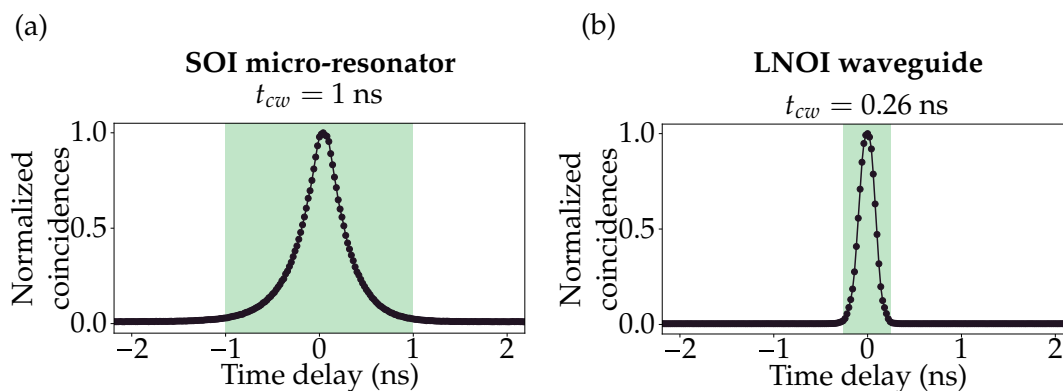 (a)
SOI micro-resonator
t_cw = 1 ns
Normalized
coincidences
1.0
0.5
0.0
−2 −1 0 1 2
Time delay (ns)
(b)
LNOI waveguide
t_cw = 0.26 ns
Normalized
coincidences
1.0
0.5
0.0
−2 −1 0 1 2
Time delay (ns)